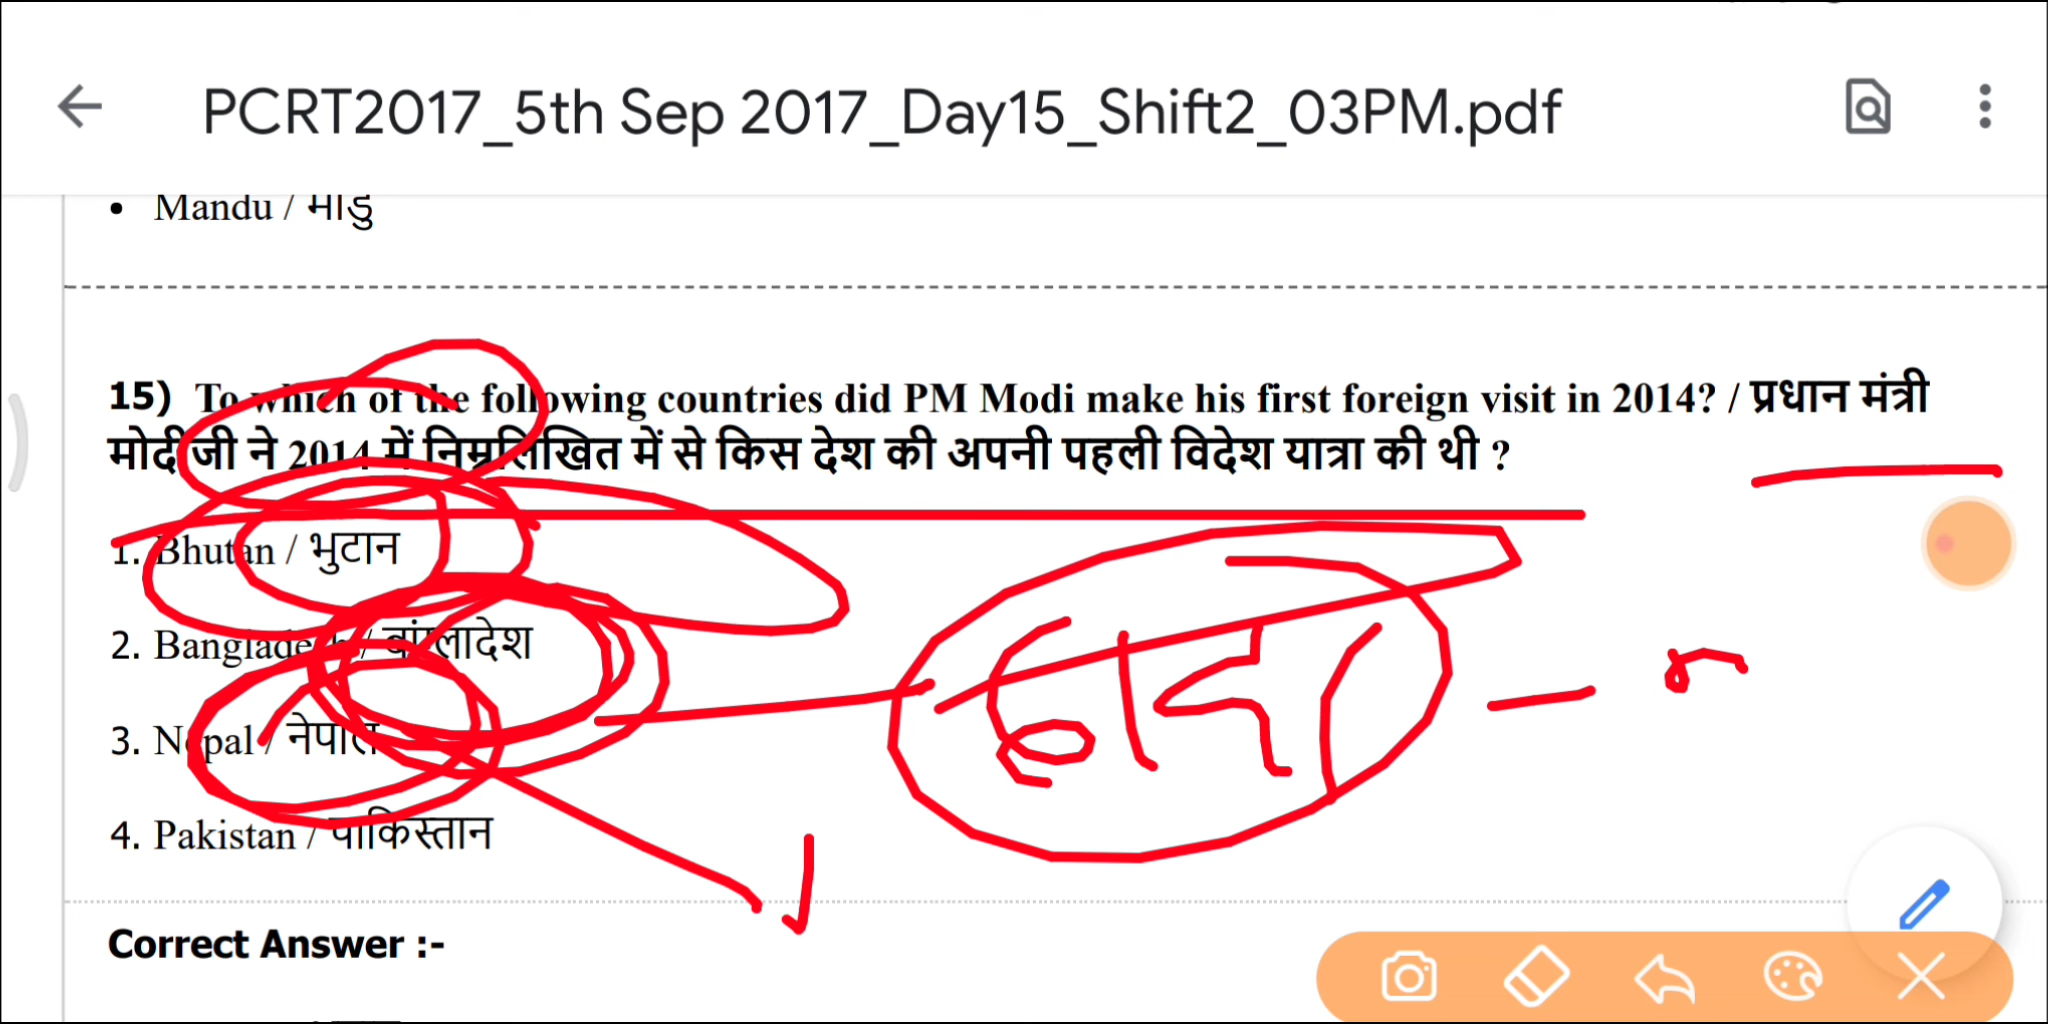 PCRT2017_5th Sep 2017_Day15_Shift2_03PM.pdf
• Mandu / मांडु
15) To which of the following countries did PM Modi make his first foreign visit in 2014? / प्रधान मंत्री
मोदी जी ने 2014 में निम्नलिखित में से किस देश की अपनी पहली विदेश यात्रा की थी ?
1. Bhutan / भुटान
2. Bangladesh / बांग्लादेश
3. Nepal / नेपाल
4. Pakistan / पाकिस्तान
Correct Answer :-